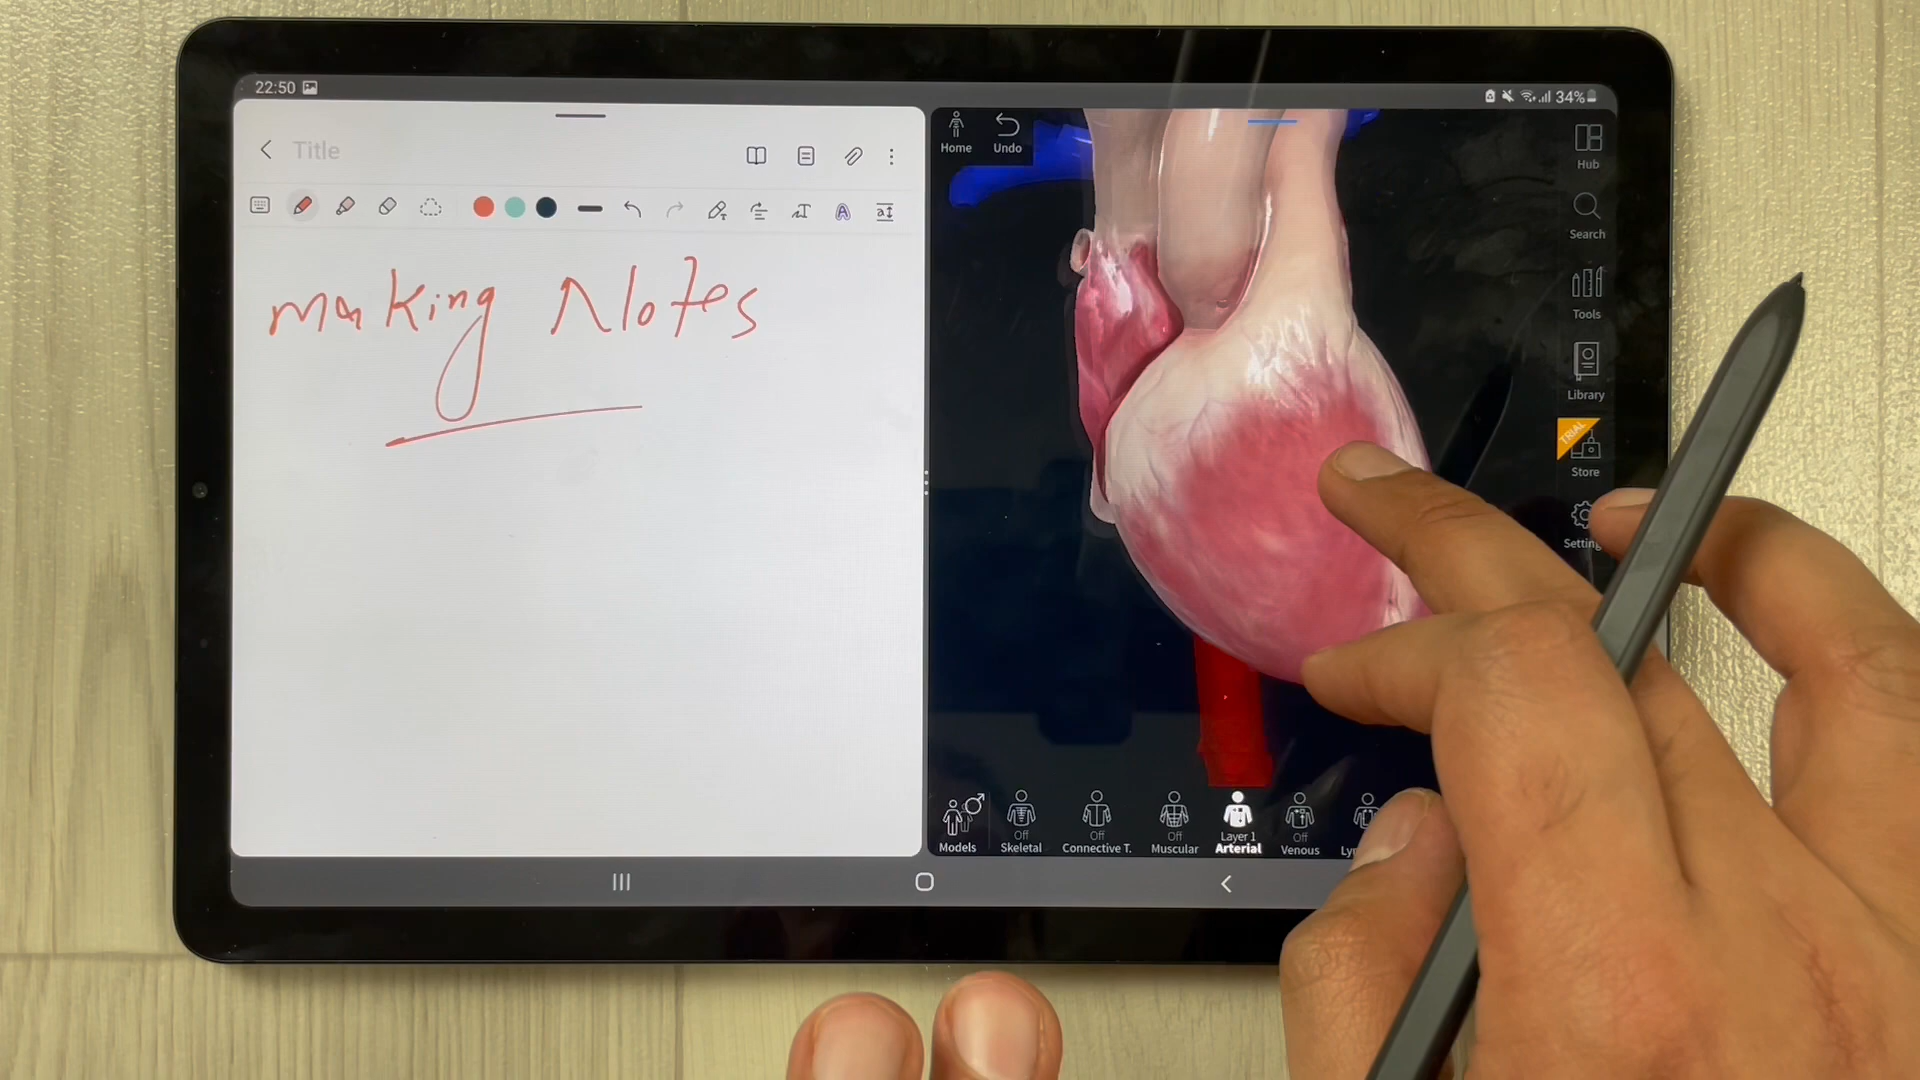 22:50
34%
Title
Making Notes
Home
Undo
Hub
Search
Tools
Library
TRIAL
Store
Setting
Models
Off
Skeletal
Off
Connective T.
Off
Muscular
Layer 1
Arterial
Off
Venous